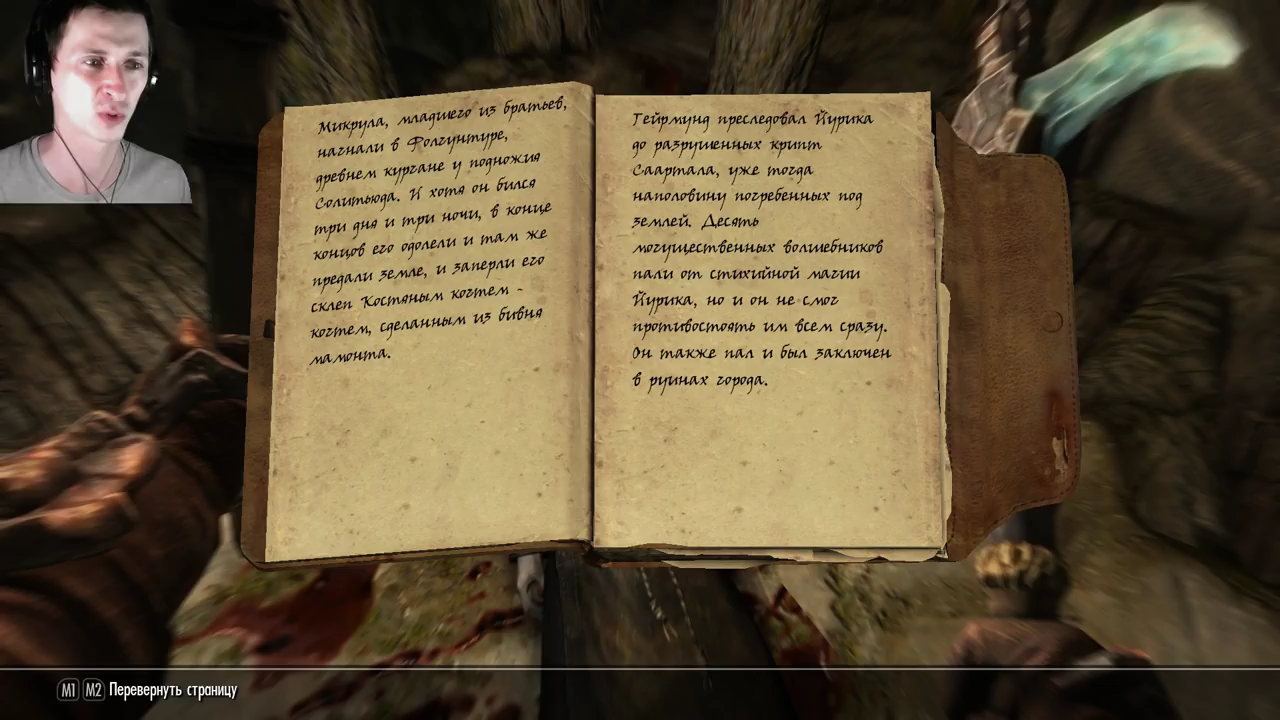 Микрула, младшего из братьев,
нагнали в Фолгунтуре,
древнем кургане у подножия
Солитьюда. И хотя он бился
три дня и три ночи, в конце
концов его одолели и там же
предали земле, и заперли его
склеп Костяным когтем -
когтем, сделанным из бивня
мамонта.
Гейрмунд преследовал Йурика
до разрушенных крипт
Саартала, уже тогда
наполовину погребенных под
землей. Десять
могущественных волшебников
пали от стихийной магии
Йурика, но и он не смог
противостоять им всем сразу.
Он также пал и был заключен
в руинах города.
M1 M2 Перевернуть страницу